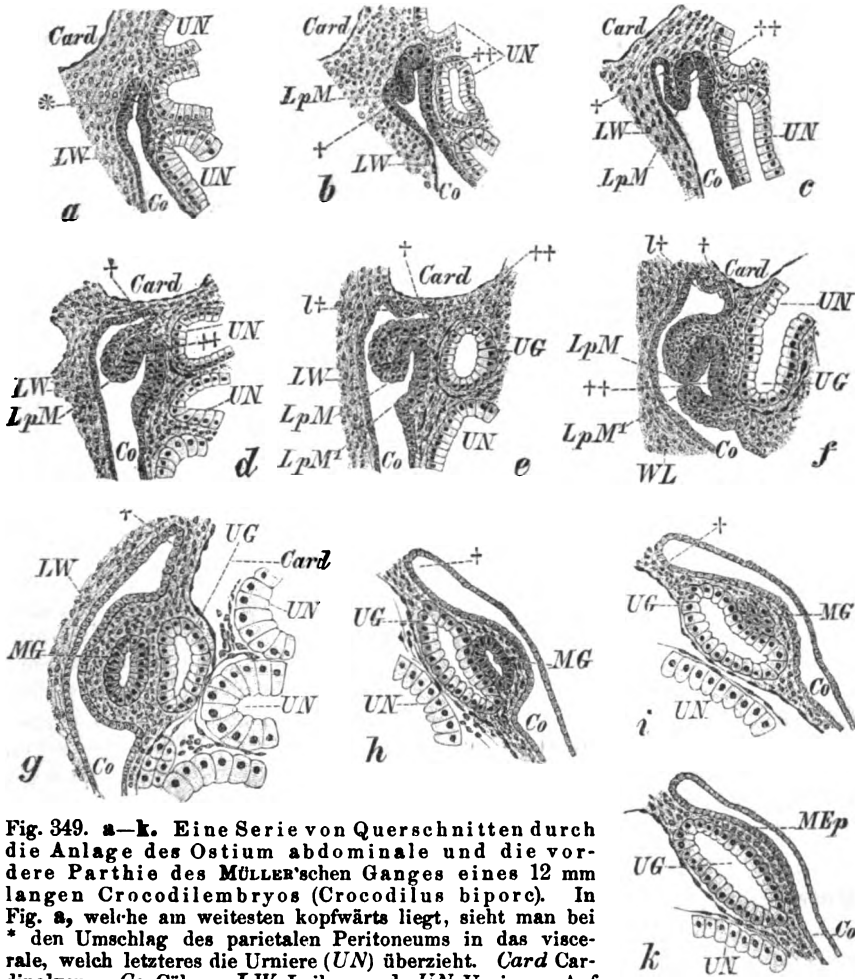 Card
UN
*
LW
UN
Co
a
Card
††
UN
LpM
†
LW
Co
b
Card
††
†
LW
UN
LpM
Co
c
†
Card
UN
††
LW
UN
LpM
Co
d
†
Card
††
l†
UG
LW
LpM
LpM¹
UN
Co
e
l†
†
Card
UN
LpM
UG
††
LpM¹
Co
WL
f
†
UG
LW
Card
UN
MG
UN
Co
g
†
UG
MG
UN
Co
h
†
UG
MG
Co
UN
i
MEp
UG
Co
UN
k
Fig. 349. a—k. Eine Serie von Querschnitten durch
die Anlage des Ostium abdominale und die vor-
dere Parthie des MÜLLER'schen Ganges eines 12 mm
langen Crocodilembryos (Crocodilus biporc). In
Fig. a, welche am weitesten kopfwärts liegt, sieht man bei
* den Umschlag des parietalen Peritoneums in das visce-
rale, welch letzteres die Urniere (UN) überzieht. Card Car-